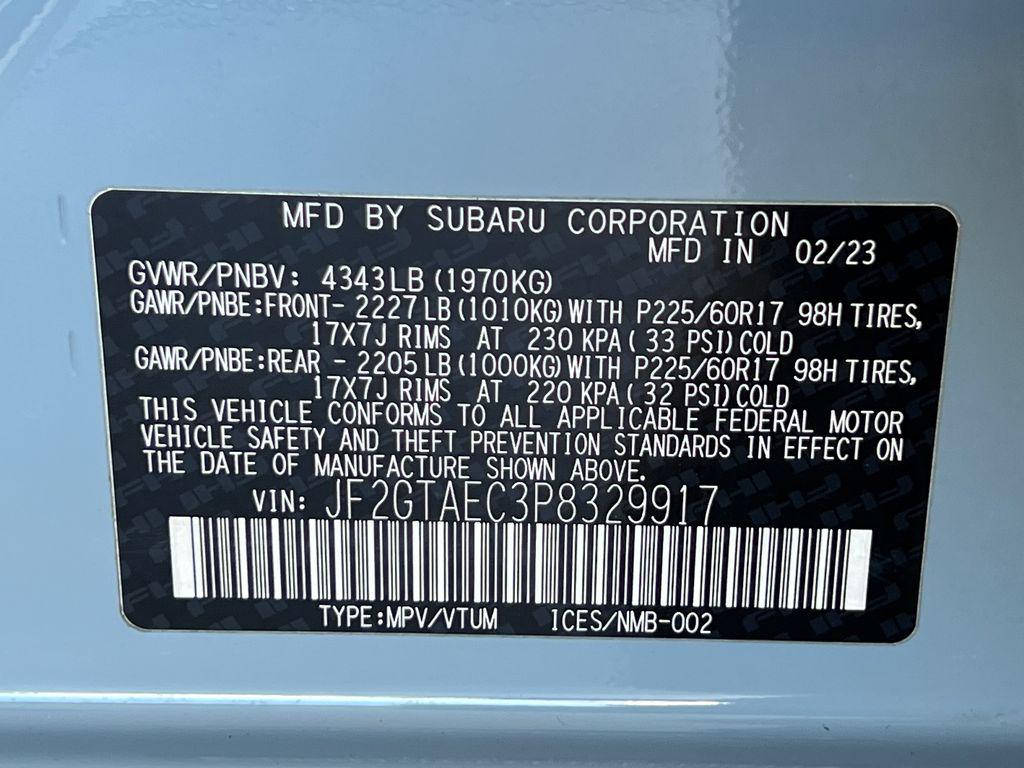 MFD BY SUBARU CORPORATION
MFD IN 02/23
GVWR/PNBV: 4343LB (1970KG)
GAWR/PNBE:FRONT- 2227LB(1010KG)WITH P225/60R17 98H TIRES,
17X7J RIMS AT 230 KPA( 33 PSI)COLD
GAWR/PNBE:REAR - 2205LB(1000KG)WITH P225/60R17 98H TIRES,
17X7J RIMS AT 220 KPA( 32 PSI)COLD
THIS VEHICLE CONFORMS TO ALL APPLICABLE FEDERAL MOTOR
VEHICLE SAFETY AND THEFT PREVENTION STANDARDS IN EFFECT ON
THE DATE OF MANUFACTURE SHOWN ABOVE.
VIN: JF2GTAEC3P8329917
TYPE:MPV/VTUM ICES/NMB-002